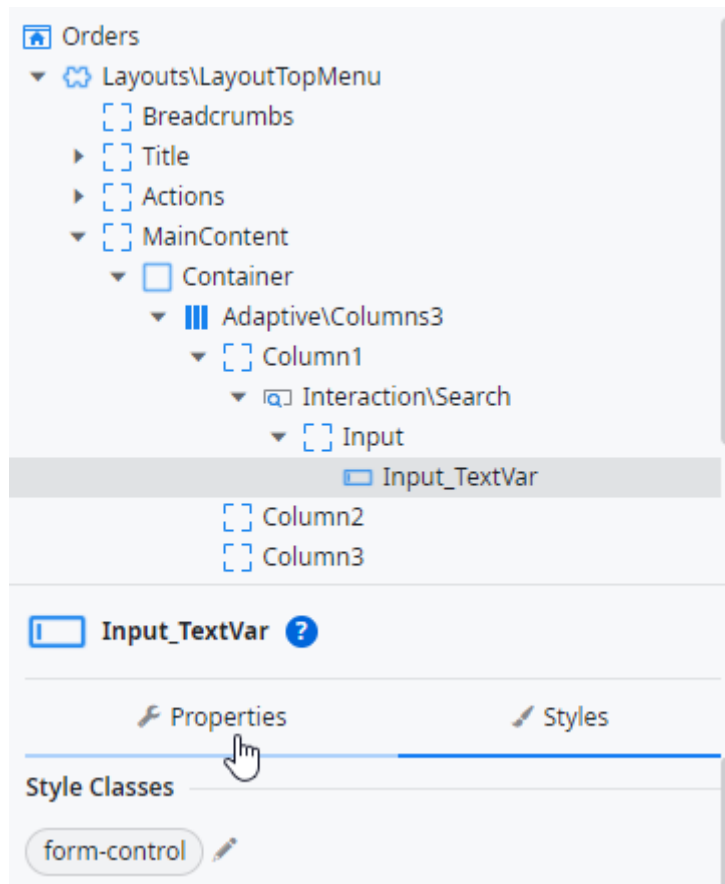 Orders
Layouts\LayoutTopMenu
Breadcrumbs
Title
Actions
MainContent
Container
Adaptive\Columns3
Column1
Interaction\Search
Input
Input_TextVar
Column2
Column3
Input_TextVar ?
Properties Styles
Style Classes
form-control